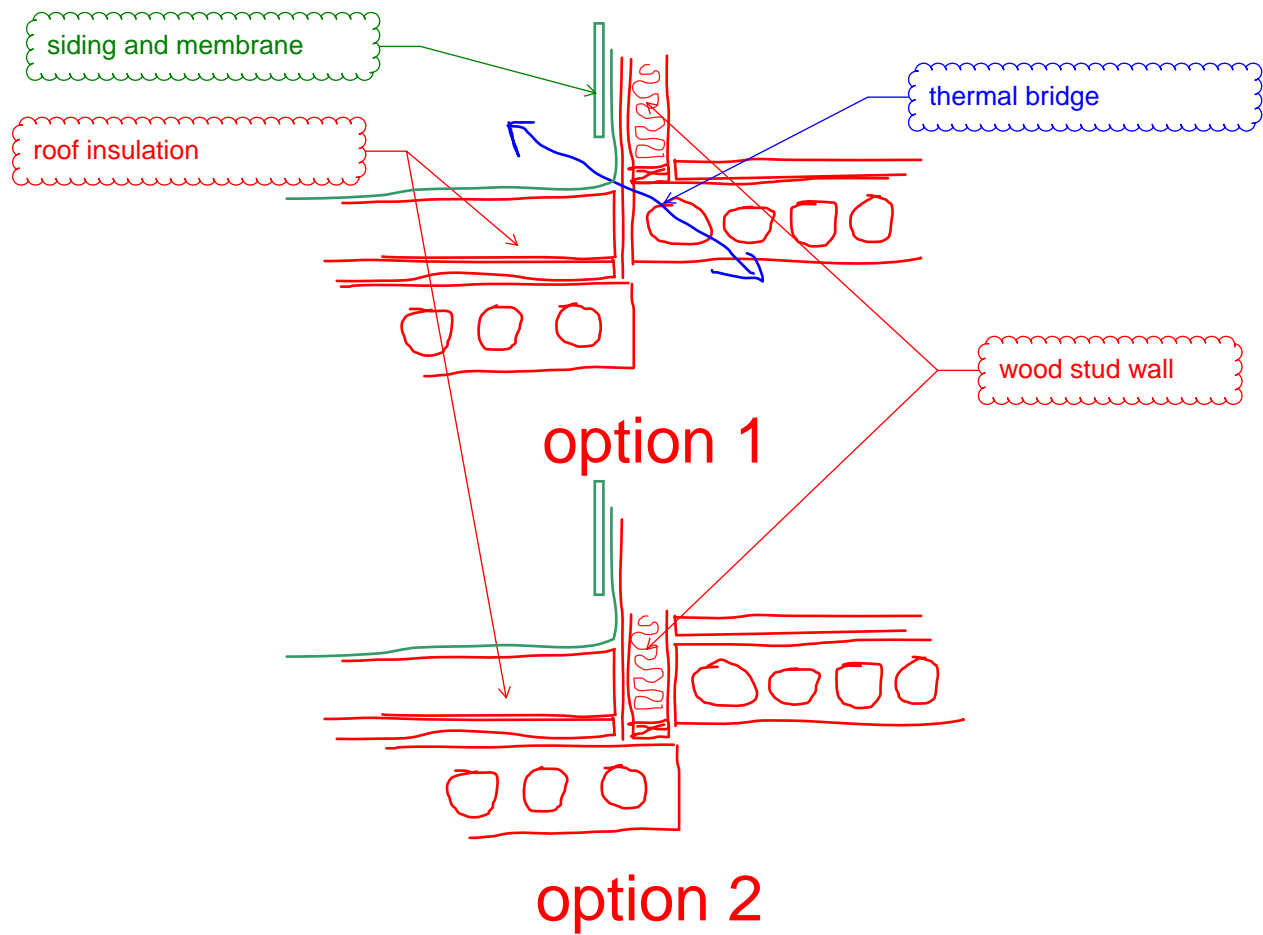 siding and membrane
thermal bridge
roof insulation
wood stud wall
option 1
option 2